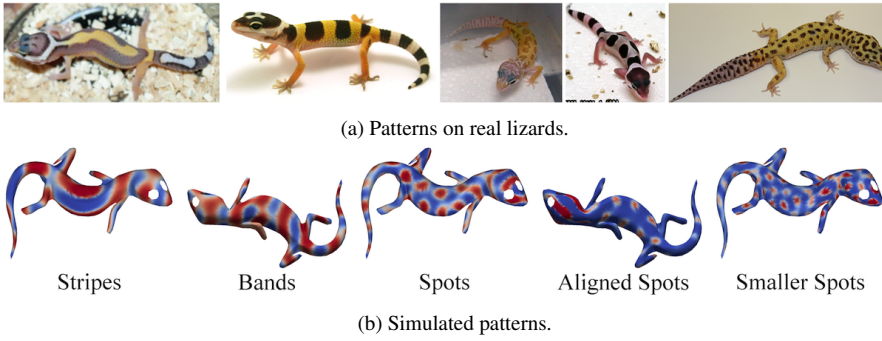 (a) Patterns on real lizards.
Stripes Bands Spots Aligned Spots Smaller Spots
(b) Simulated patterns.